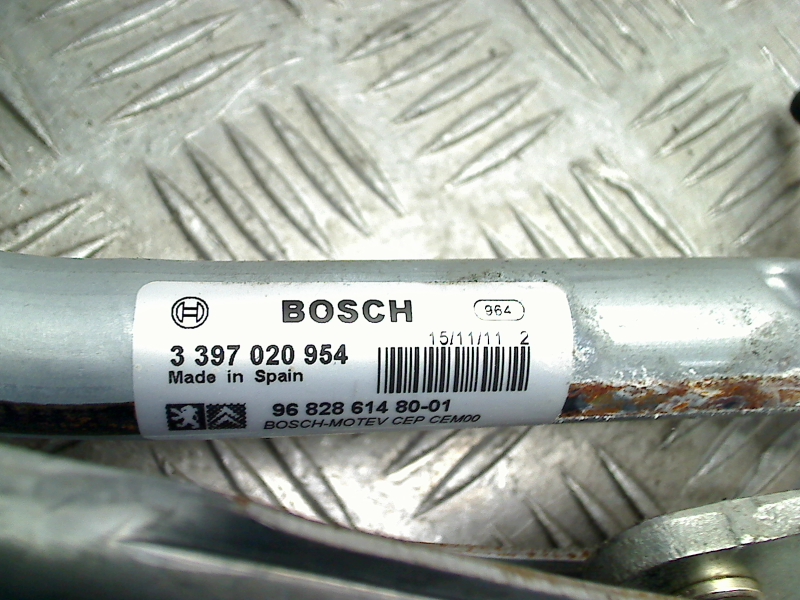 BOSCH 964
15/11/11 2
3 397 020 954
Made in Spain
96 828 614 80-01
BOSCH-MOTEV CEP CEM00